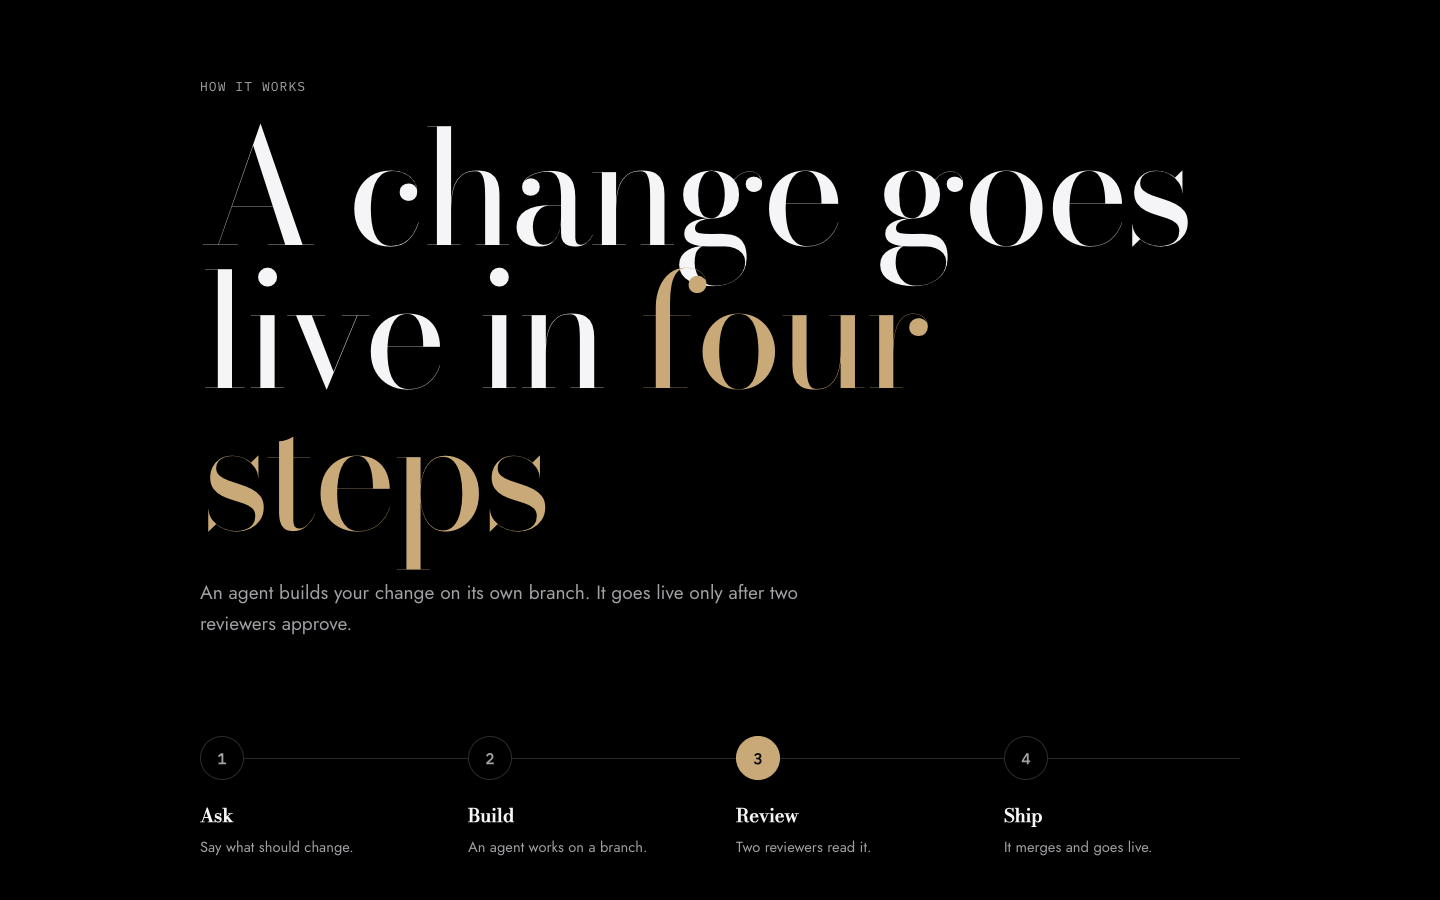 HOW IT WORKS
A change goes
live in four
steps
An agent builds your change on its own branch. It goes live only after two
reviewers approve.
1
2
3
4
Ask
Build
Review
Ship
Say what should change.
An agent works on a branch.
Two reviewers read it.
It merges and goes live.